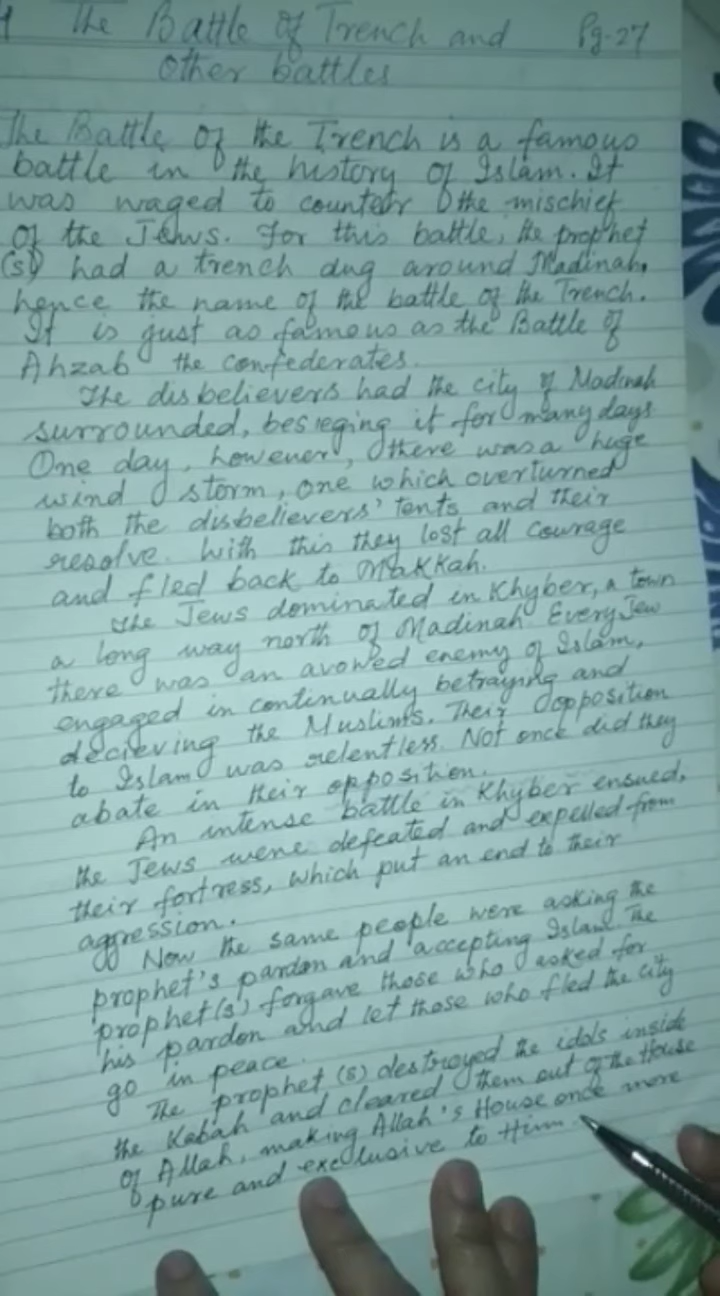 The Battle of Trench and Pg-27
Other battles
The Battle of the Trench is a famous
battle in the history of Islam. It
was waged to counter the mischief
of the Jews. For this battle, the prophet
(s) had a trench dug around Madinah,
hence the name of the battle of the Trench.
It is just as famous as the Battle of
Ahzab the confederates.
The disbelievers had the city of Madinah
surrounded, besieging it for many days
One day, however, there was a huge
wind storm, one which overturned
both the disbelievers' tents and their
resolve. With this they lost all courage
and fled back to Makkah.
The Jews dominated in Khyber, a town
a long way north of Madinah. Every Jew
there was an avowed enemy of Islam,
engaged in continually betraying and
decieving the Muslims. Their opposition
to Islam was relentless. Not once did they
abate in their opposition.
An intense battle in Khyber ensued,
the Jews were defeated and expelled from
their fortress, which put an end to their
aggression.
Now the same people were asking the
prophet's pardon and accepting Islam. The
prophet (s) forgave those who asked for
his pardon and let those who fled the city
go in peace.
The prophet (s) destroyed the idols inside
the Kabah and cleared them out of the House
of Allah, making Allah's House once more
pure and exclusive to Him.